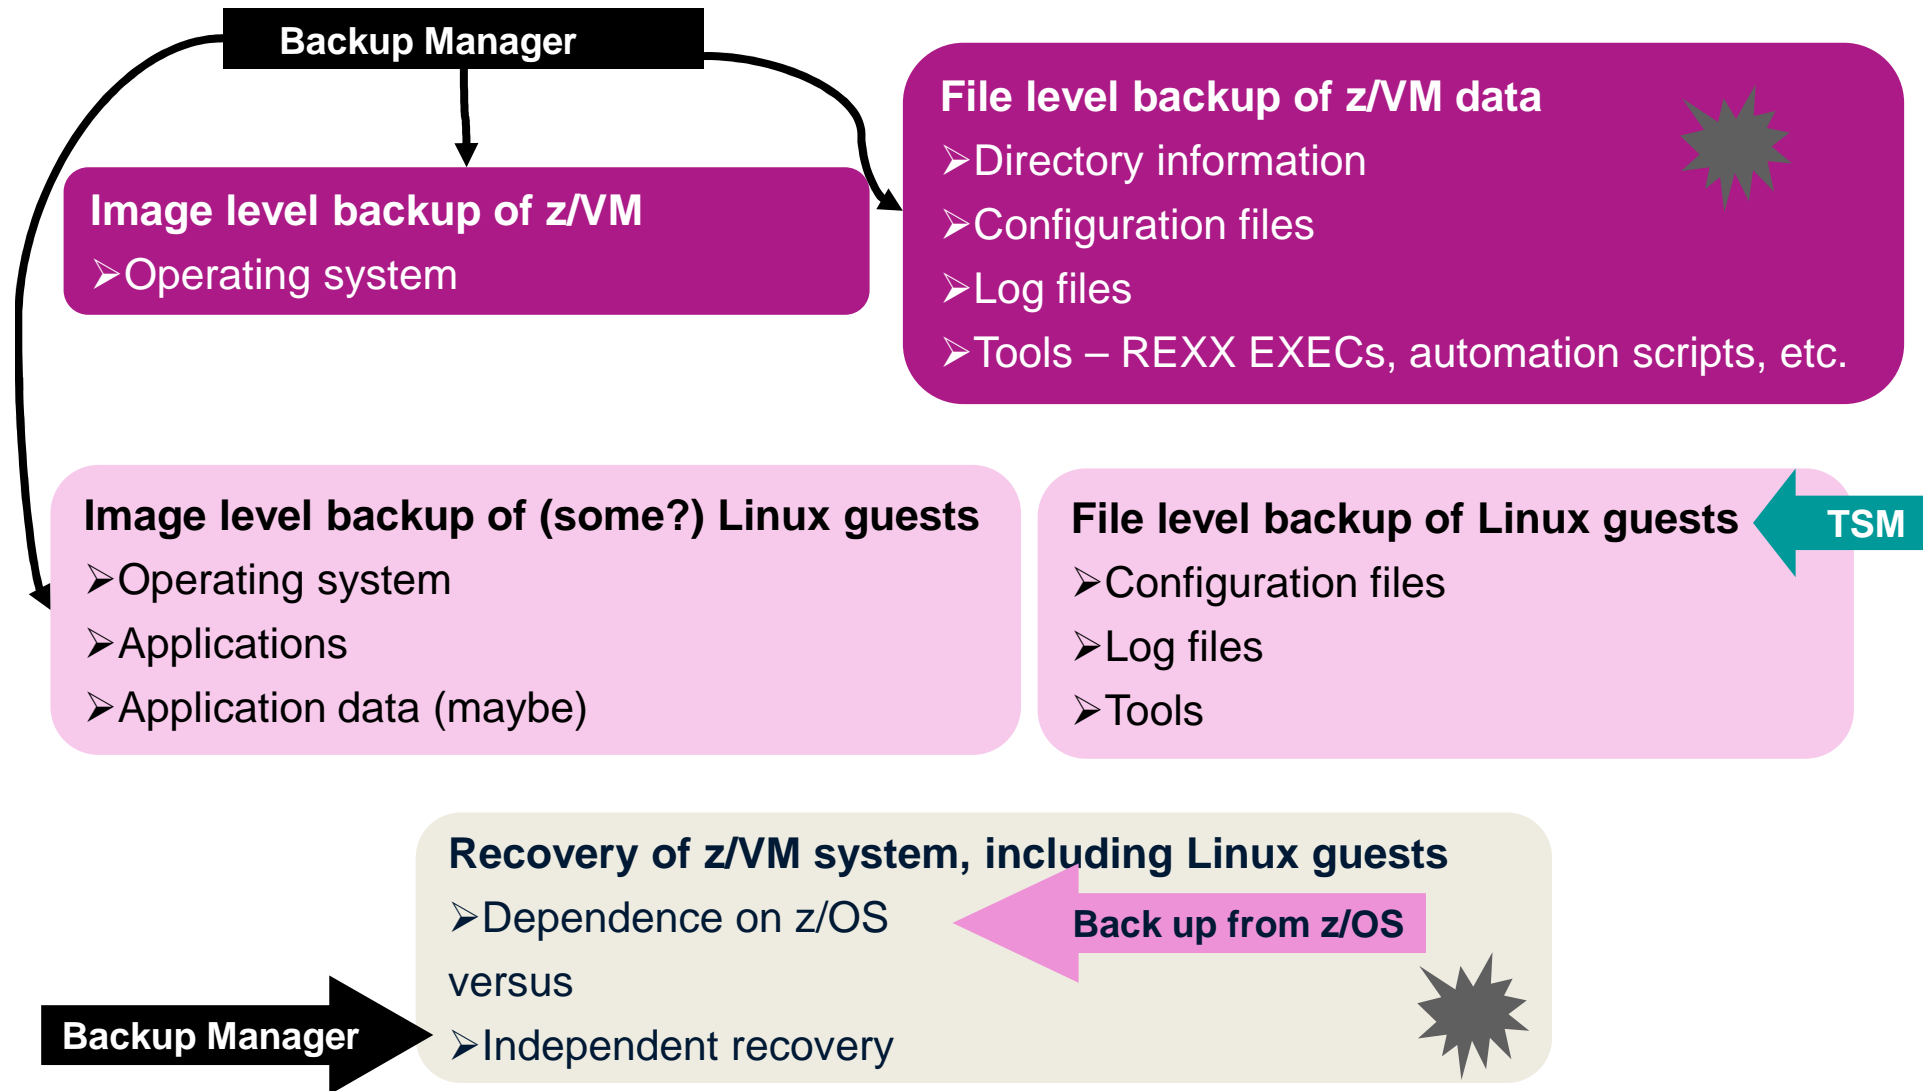 Backup Manager
File level backup of z/VM data
➢Directory information
➢Configuration files
➢Log files
➢Tools – REXX EXECs, automation scripts, etc.
Image level backup of z/VM
➢Operating system
Image level backup of (some?) Linux guests
➢Operating system
➢Applications
➢Application data (maybe)
File level backup of Linux guests
➢Configuration files
➢Log files
➢Tools
TSM
Recovery of z/VM system, including Linux guests
➢Dependence on z/OS
versus
➢Independent recovery
Back up from z/OS
Backup Manager